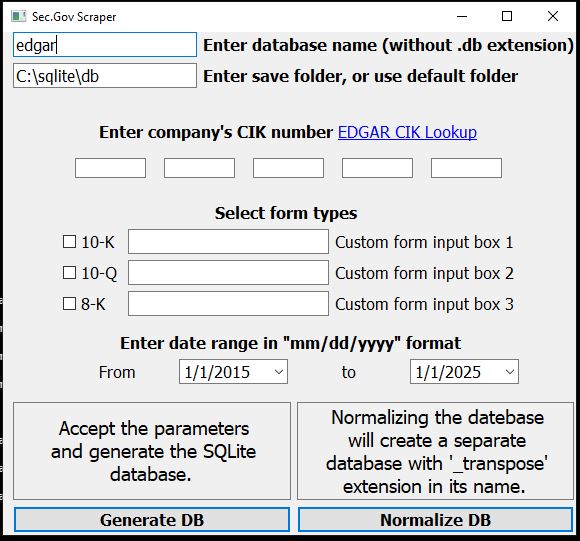 Sec.Gov Scraper
edgar Enter database name (without .db extension)
C:\sqlite\db Enter save folder, or use default folder
Enter company's CIK number EDGAR CIK Lookup
Select form types
10-K Custom form input box 1
10-Q Custom form input box 2
8-K Custom form input box 3
Enter date range in "mm/dd/yyyy" format
From 1/1/2015 to 1/1/2025
Accept the parameters
and generate the SQLite
database.
Normalizing the datebase
will create a separate
database with '_transpose'
extension in its name.
Generate DB Normalize DB